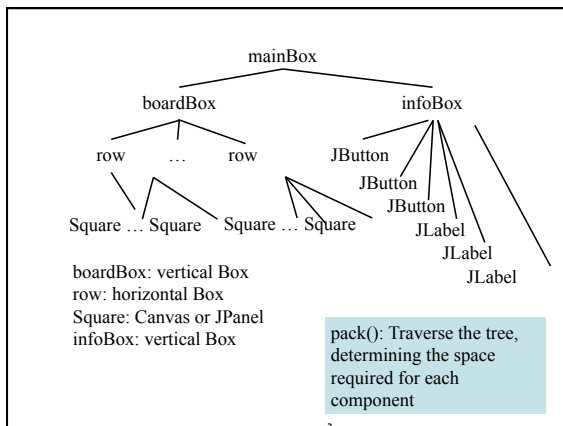 mainBox
boardBox infoBox
row … row JButton
JButton
JButton
Square … Square Square … Square JLabel
JLabel
JLabel
boardBox: vertical Box
row: horizontal Box
Square: Canvas or JPanel
infoBox: vertical Box
pack(): Traverse the tree,
determining the space
required for each
component